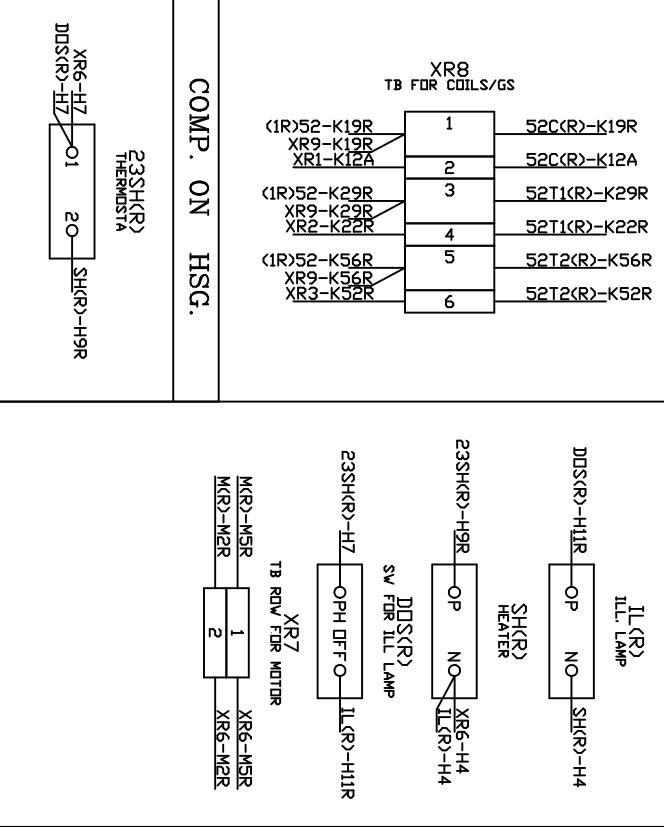 XR8
TB FOR COILS/GS
(1R)52-K19R
XR9-K19R
XR1-K12A
(1R)52-K29R
XR9-K29R
XR2-K22R
(1R)52-K56R
XR9-K56R
XR3-K52R
1
2
3
4
5
6
52C(R)-K19R
52C(R)-K12A
52T1(R)-K29R
52T1(R)-K22R
52T2(R)-K56R
52T2(R)-K52R
COMP. ON HSG.
23SH(R)
THERMOSTA
XR6-H7
DOS(R)-H7
1
2
SH(R)-H9R
IL(R)
ILL. LAMP
DOS(R)-H11R
P
N
SH(R)-H4
SH(R)
HEATER
23SH(R)-H9R
P
N
XR6-H4
IL(R)-H4
DOS(R)
SW FOR ILL LAMP
23SH(R)-H7
PH OFF
IL(R)-H11R
XR7
TB ROW FOR MOTOR
M(R)-M5R
M(R)-M2R
1
2
XR6-M5R
XR6-M2R